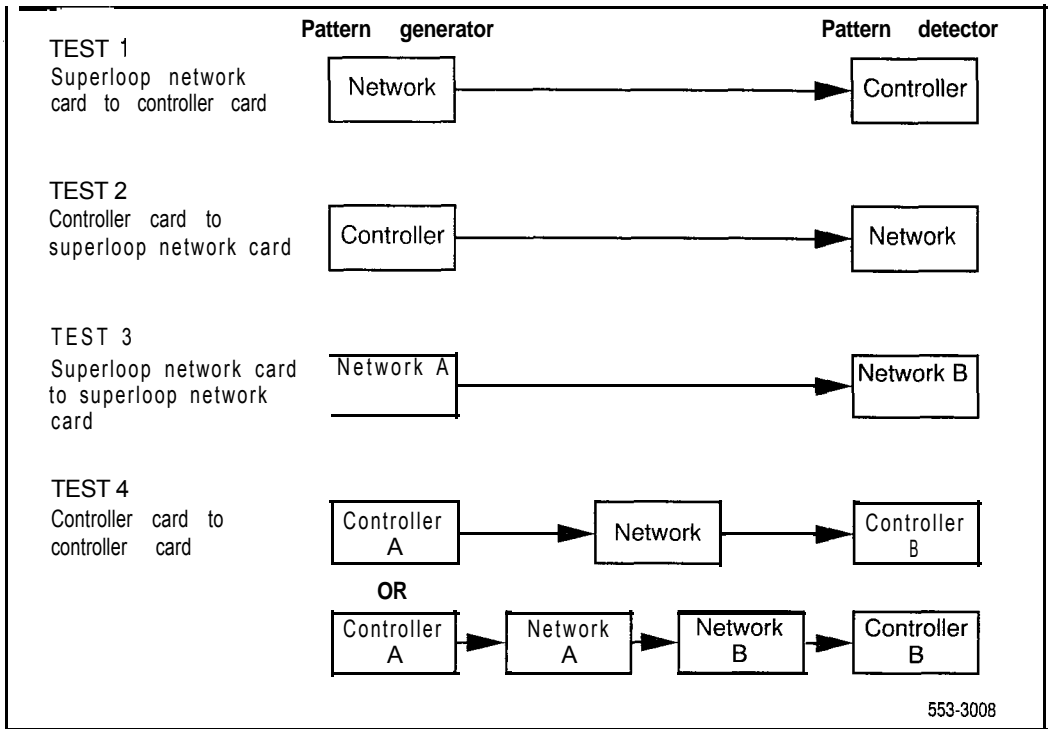 Pattern generator Pattern detector
TEST 1
Superloop network
card to controller card
Network Controller
TEST 2
Controller card to
superloop network card
Controller Network
TEST 3
Superloop network card
to superloop network
card
Network A Network B
TEST 4
Controller card to
controller card
Controller
A
Network
Controller
B
OR
Controller
A
Network
A
Network
B
Controller
B
553-3008